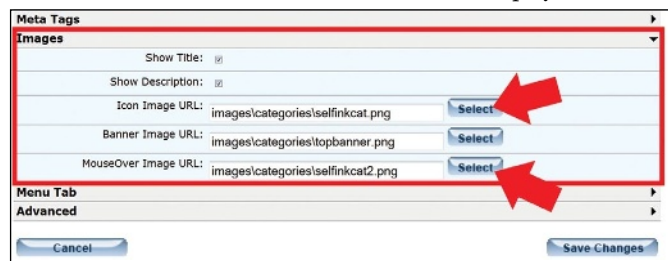 Meta Tags
Images
Show Title:
Show Description:
Icon Image URL: images\categories\selfinkcat.png Select
Banner Image URL: images\categories\topbanner.png Select
MouseOver Image URL: images\categories\selfinkcat2.png Select
Menu Tab
Advanced
Cancel Save Changes